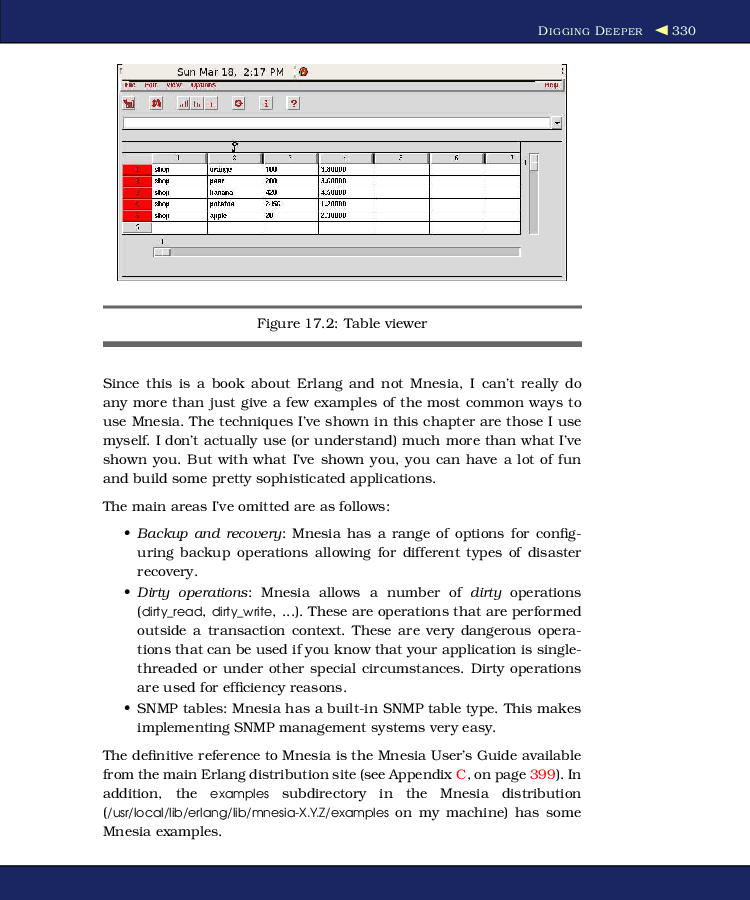 DIGGING DEEPER ◀ 330
Sun Mar 18, 2:17 PM
File Edit View Options Help
1 2 3 4 5 6 7
1 shop orange 100 3.80000
2 shop pear 200 3.60000
3 shop banana 420 4.50000
4 shop potatoe 2456 1.20000
5 shop apple 20 2.30000
6
1
1
Figure 17.2: Table viewer
Since this is a book about Erlang and not Mnesia, I can't really do
any more than just give a few examples of the most common ways to
use Mnesia. The techniques I've shown in this chapter are those I use
myself. I don't actually use (or understand) much more than what I've
shown you. But with what I've shown you, you can have a lot of fun
and build some pretty sophisticated applications.
The main areas I've omitted are as follows:
• Backup and recovery: Mnesia has a range of options for config-
uring backup operations allowing for different types of disaster
recovery.
• Dirty operations: Mnesia allows a number of dirty operations
(dirty_read, dirty_write, ...). These are operations that are performed
outside a transaction context. These are very dangerous opera-
tions that can be used if you know that your application is single-
threaded or under other special circumstances. Dirty operations
are used for efficiency reasons.
• SNMP tables: Mnesia has a built-in SNMP table type. This makes
implementing SNMP management systems very easy.
The definitive reference to Mnesia is the Mnesia User's Guide available
from the main Erlang distribution site (see Appendix C, on page 399). In
addition, the examples subdirectory in the Mnesia distribution
(/usr/local/lib/erlang/lib/mnesia-X.Y.Z/examples on my machine) has some
Mnesia examples.